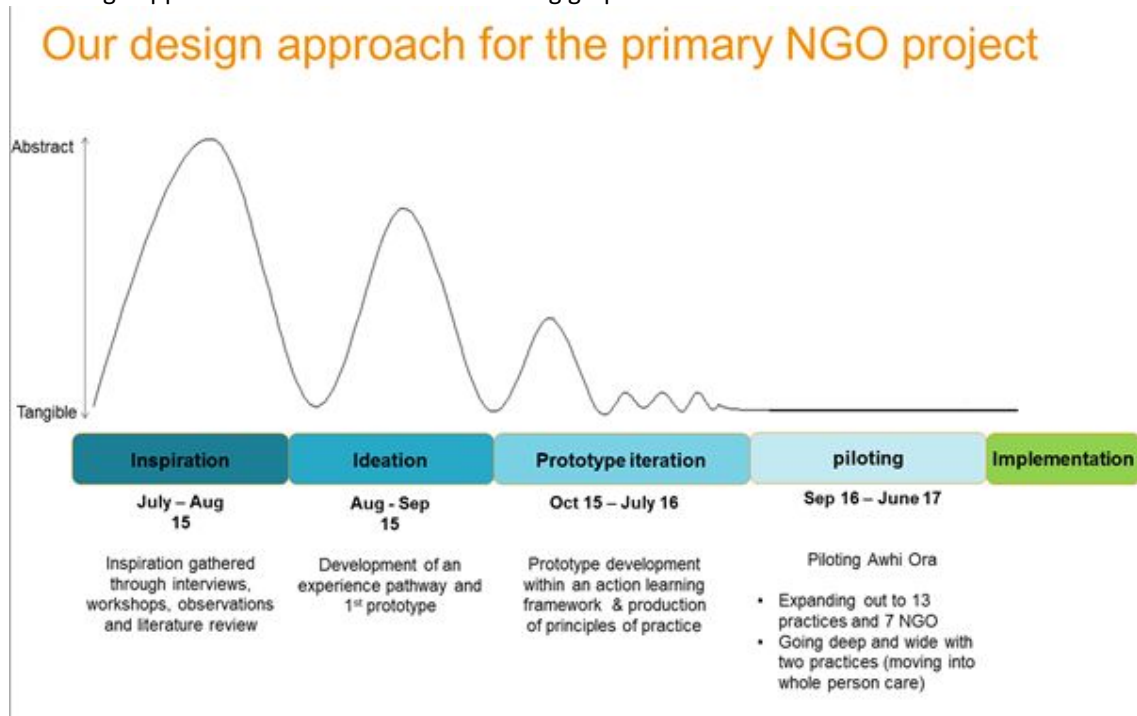 Our design approach for the primary NGO project
Abstract
Tangible
Inspiration
Ideation
Prototype iteration
piloting
Implementation
July – Aug
15
Aug - Sep
15
Oct 15 – July 16
Sep 16 – June 17
Inspiration gathered
through interviews,
workshops, observations
and literature review
Development of an
experience pathway and
1st prototype
Prototype development
within an action learning
framework & production
of principles of practice
Piloting Awhi Ora
• Expanding out to 13
practices and 7 NGO
• Going deep and wide with
two practices (moving into
whole person care)